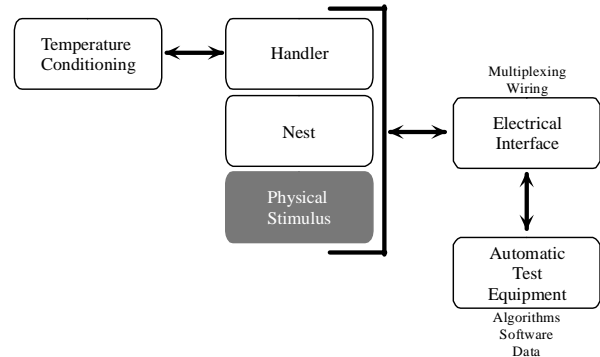 Temperature
Conditioning
Handler
Nest
Physical
Stimulus
Multiplexing
Wiring
Electrical
Interface
Automatic
Test
Equipment
Algorithms
Software
Data